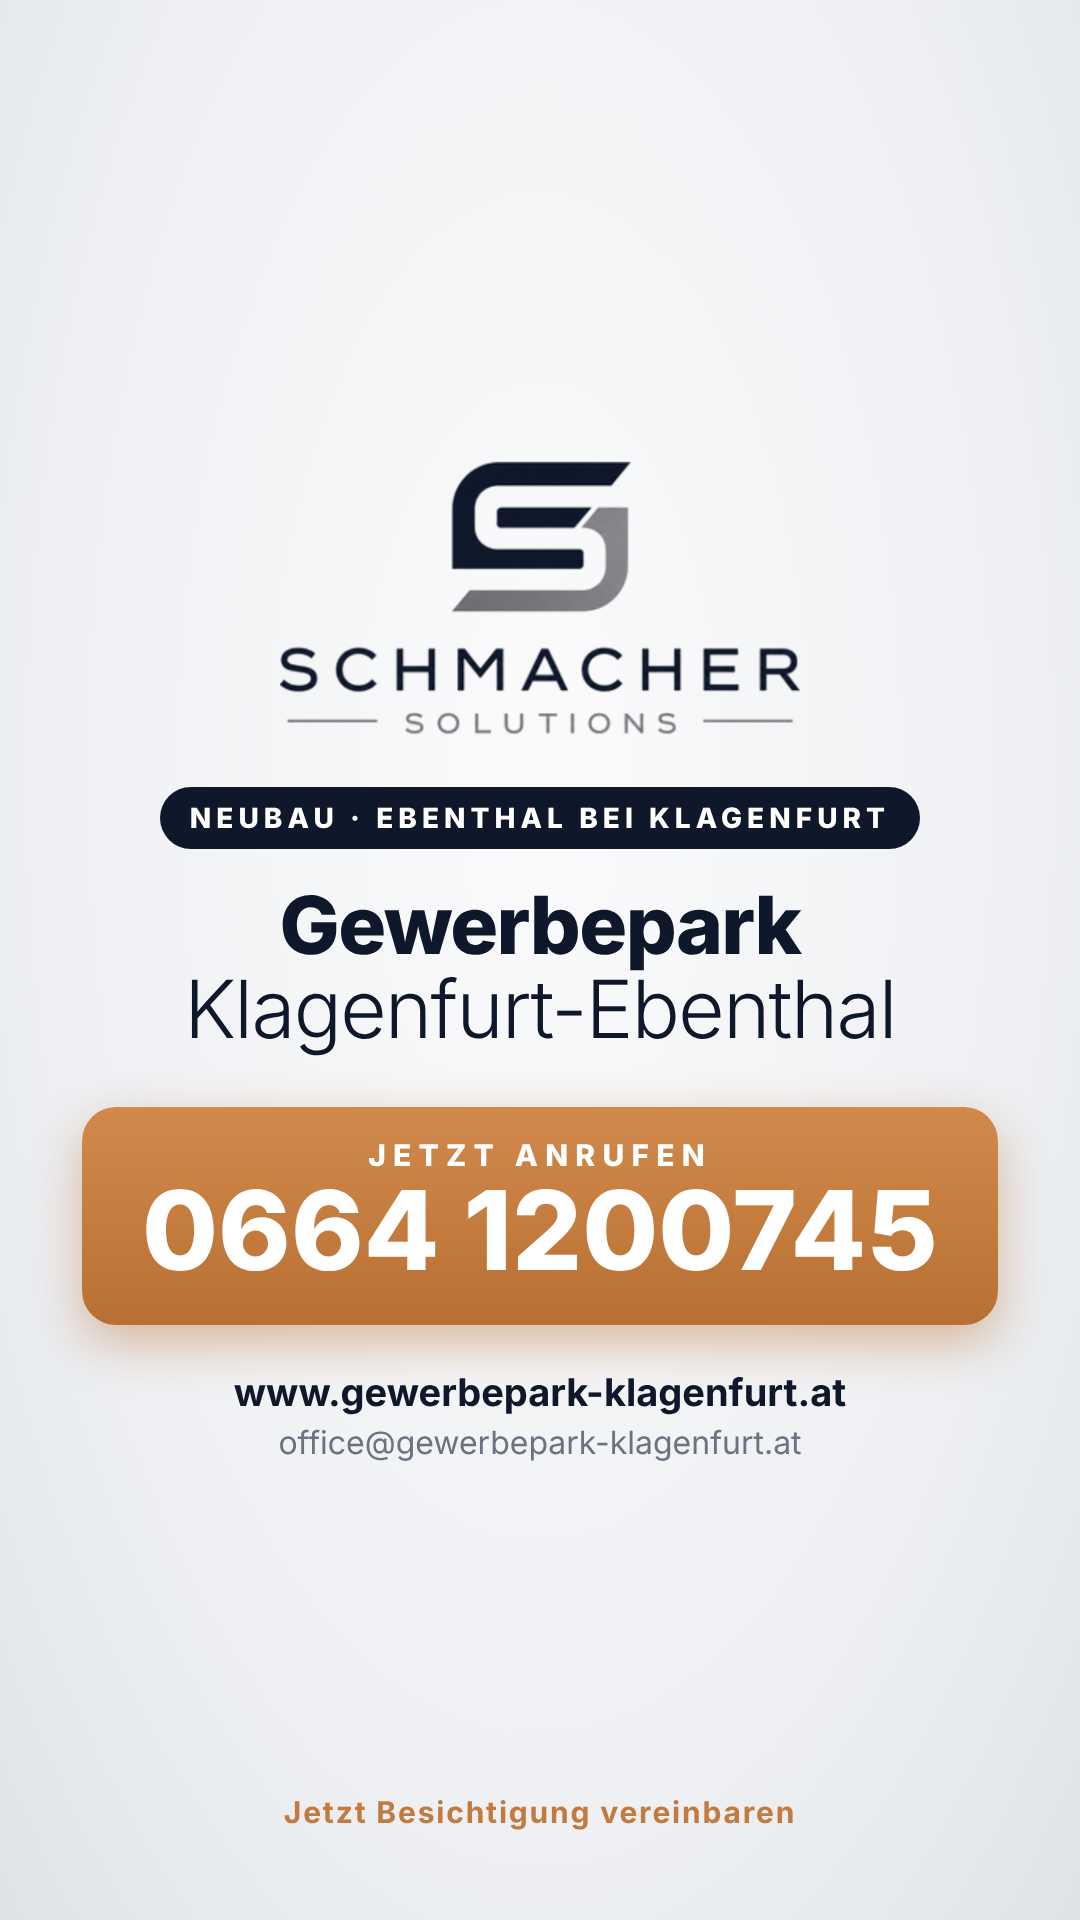 SCHMACHER
SOLUTIONS
NEUBAU · EBENTHAL BEI KLAGENFURT
Gewerbepark
Klagenfurt-Ebenthal
JETZT ANRUFEN
0664 1200745
www.gewerbepark-klagenfurt.at
office@gewerbepark-klagenfurt.at
Jetzt Besichtigung vereinbaren